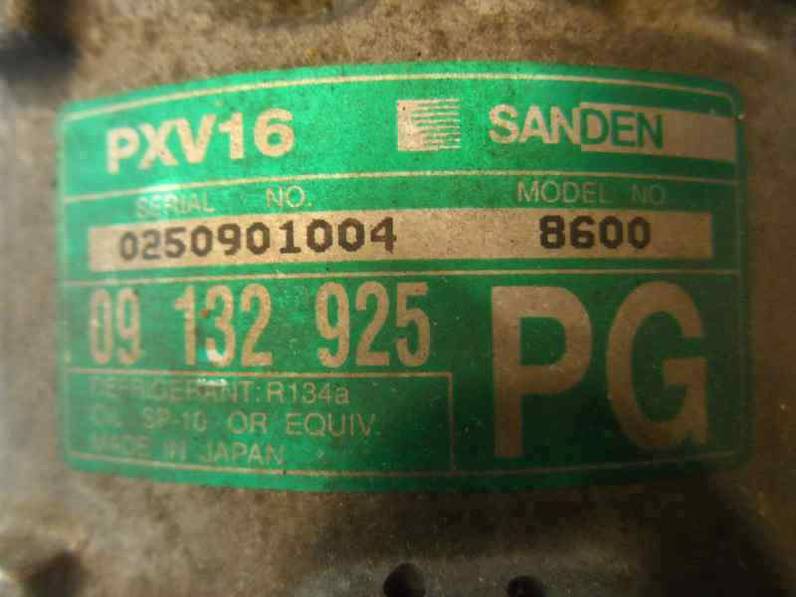 PXV16 SANDEN
SERIAL NO. MODEL NO
0250901004 8600
09 132 925 PG
REFRIGERANT: R134a
OIL SP-10 OR EQUIV.
MADE IN JAPAN